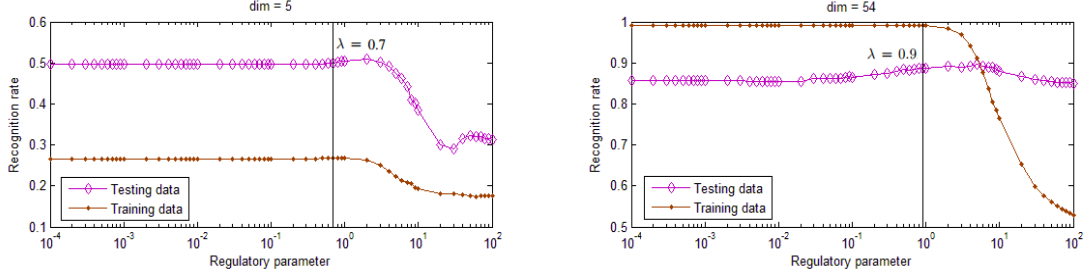 dim = 5
Recognition rate
0.6
0.5
0.4
0.3
0.2
0.1
λ = 0.7
Testing data
Training data
10^-4
10^-3
10^-2
10^-1
10^0
10^1
10^2
Regulatory parameter
dim = 54
Recognition rate
1
0.9
0.8
0.7
0.6
0.5
λ = 0.9
Testing data
Training data
10^-4
10^-3
10^-2
10^-1
10^0
10^1
10^2
Regulatory parameter